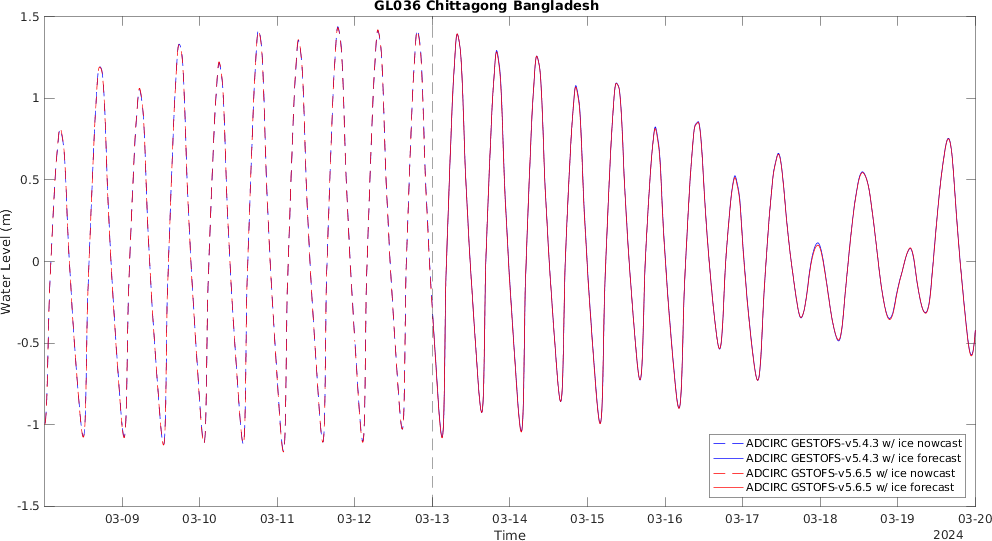 GL036 Chittagong Bangladesh
1.5
1
0.5
0
-0.5
-1
-1.5
Water Level (m)
03-09 03-10 03-11 03-12 03-13 03-14 03-15 03-16 03-17 03-18 03-19 03-20
Time
2024
ADCIRC GESTOFS-v5.4.3 w/ ice nowcast
ADCIRC GESTOFS-v5.4.3 w/ ice forecast
ADCIRC GSTOFS-v5.6.5 w/ ice nowcast
ADCIRC GSTOFS-v5.6.5 w/ ice forecast